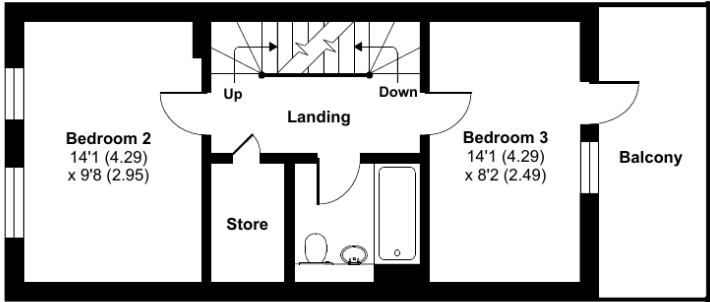 Up
Down
Landing
Bedroom 2
14'1 (4.29)
x 9'8 (2.95)
Bedroom 3
14'1 (4.29)
x 8'2 (2.49)
Balcony
Store